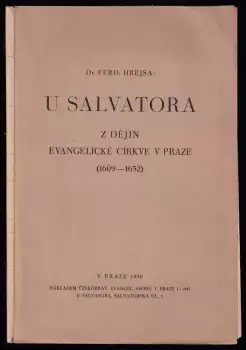 Dr. FERD. HREJSA:
U SALVATORA
Z DĚJIN
EVANGELICKÉ CÍRKVE V PRAZE
(1609—1632)
V PRAZE 1930
NÁKLADEM ČESKOBRAT. EVANGEL. SBORU V PRAZE I.
U SALVATORA, SALVATORSKÁ UL. 1.